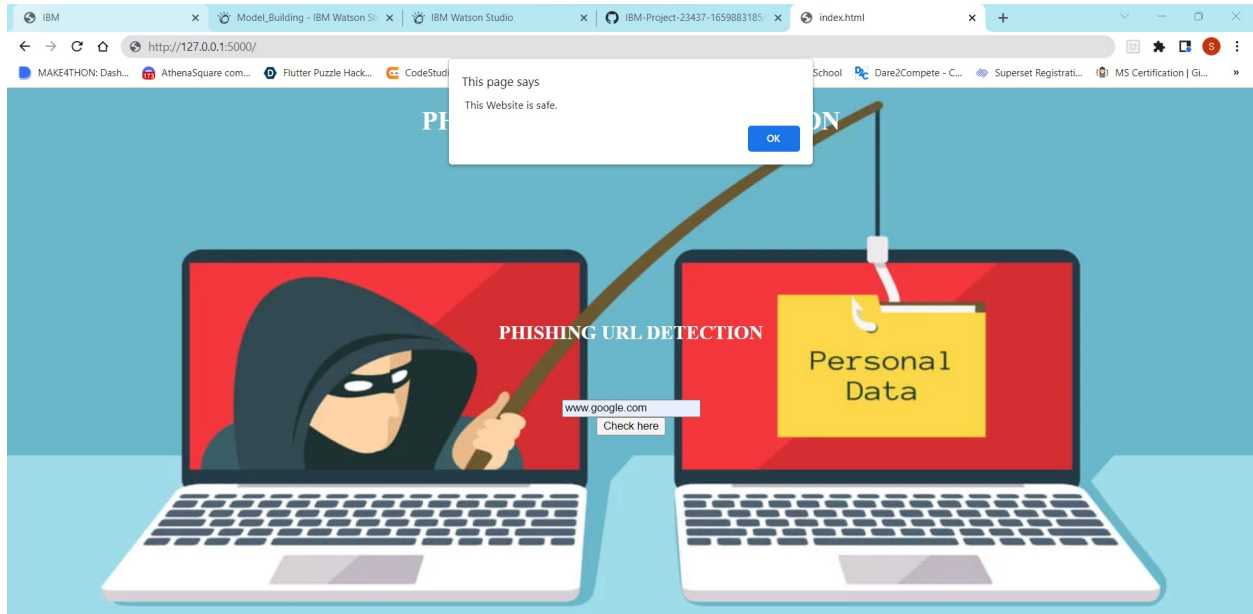 IBM
Model_Building - IBM Watson St
IBM Watson Studio
IBM-Project-23437-1659883185/
index.html
http://127.0.0.1:5000/
S
MAKE4THON: Dash...
173
AthenaSquare com...
Flutter Puzzle Hack...
CodeStudi
School
Dare2Compete - C...
Superset Registrati...
MS Certification | Gi...
»
This page says
This Website is safe.
OK
PH
ON
PHISHING URL DETECTION
www.google.com
Check here
Personal
Data